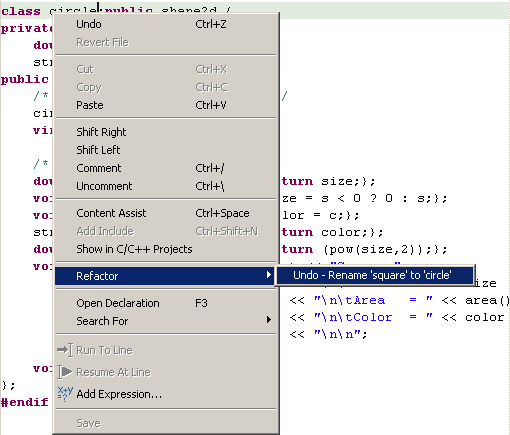 class circle:public shape2d {
private
dou
str
public
/* */
cir
vir
/*
dou turn size;};
voi ze = s < 0 ? 0 : s;};
voi lor = c;};
str turn color;};
dou turn (pow(size,2));};
voi
size
<< "\n\tArea = " << area()
<< "\n\tColor = " << color
<< "\n\n";
voi
};
#endif
Undo Ctrl+Z
Revert File
Cut Ctrl+X
Copy Ctrl+C
Paste Ctrl+V
Shift Right
Shift Left
Comment Ctrl+/
Uncomment Ctrl+\
Content Assist Ctrl+Space
Add Include Ctrl+Shift+N
Show in C/C++ Projects
Refactor
Undo - Rename 'square' to 'circle'
Open Declaration F3
Search For
Run To Line
Resume At Line
x+y=? Add Expression...
Save